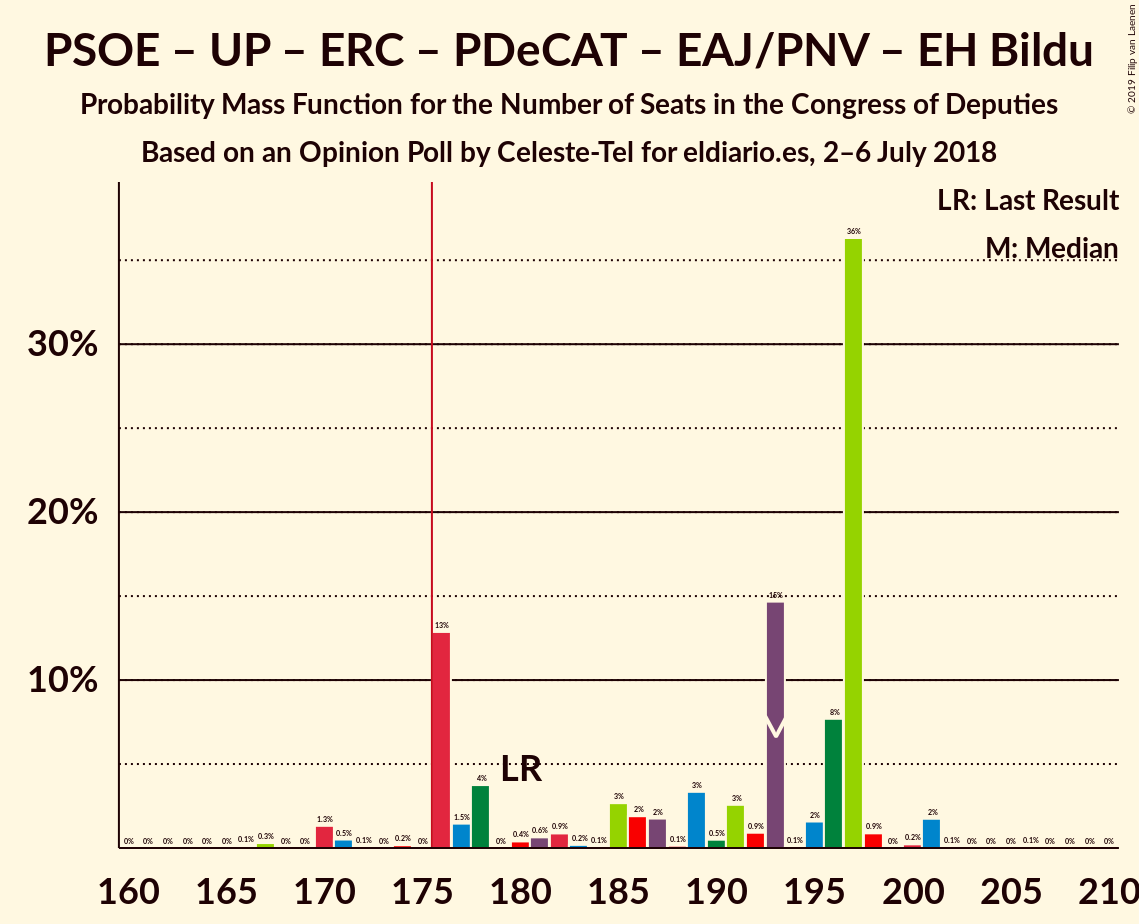 PSOE – UP – ERC – PDeCAT – EAJ/PNV – EH Bildu
© 2019 Filip van Laenen
Probability Mass Function for the Number of Seats in the Congress of Deputies
Based on an Opinion Poll by Celeste-Tel for eldiario.es, 2–6 July 2018
LR: Last Result
M: Median
30%
20%
10%
LR
0% 0% 0% 0% 0% 0% 0.1% 0.3% 0% 0% 1.3% 0.5% 0.1% 0% 0.2% 0% 13% 1.5% 4% 0% 0.4% 0.6% 0.9% 0.2% 0.1% 3% 2% 2% 0.1% 3% 0.5% 3% 0.9% 15% 0.1% 2% 8% 36% 0.9% 0% 0.2% 2% 0.1% 0% 0% 0% 0.1% 0% 0% 0% 0%
160 165 170 175 180 185 190 195 200 205 210